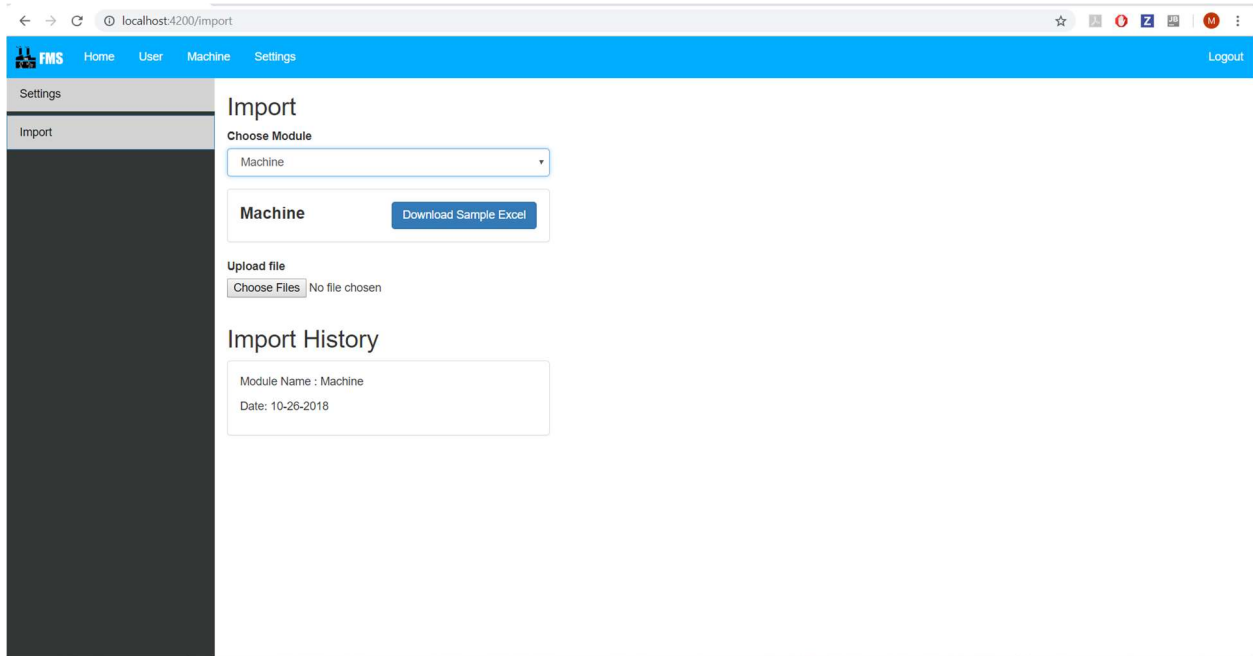 localhost:4200/import
Z
JB
M
FMS Home User Machine Settings Logout
Settings
Import
Import
Choose Module
Machine
Machine Download Sample Excel
Upload file
Choose Files No file chosen
Import History
Module Name : Machine
Date: 10-26-2018